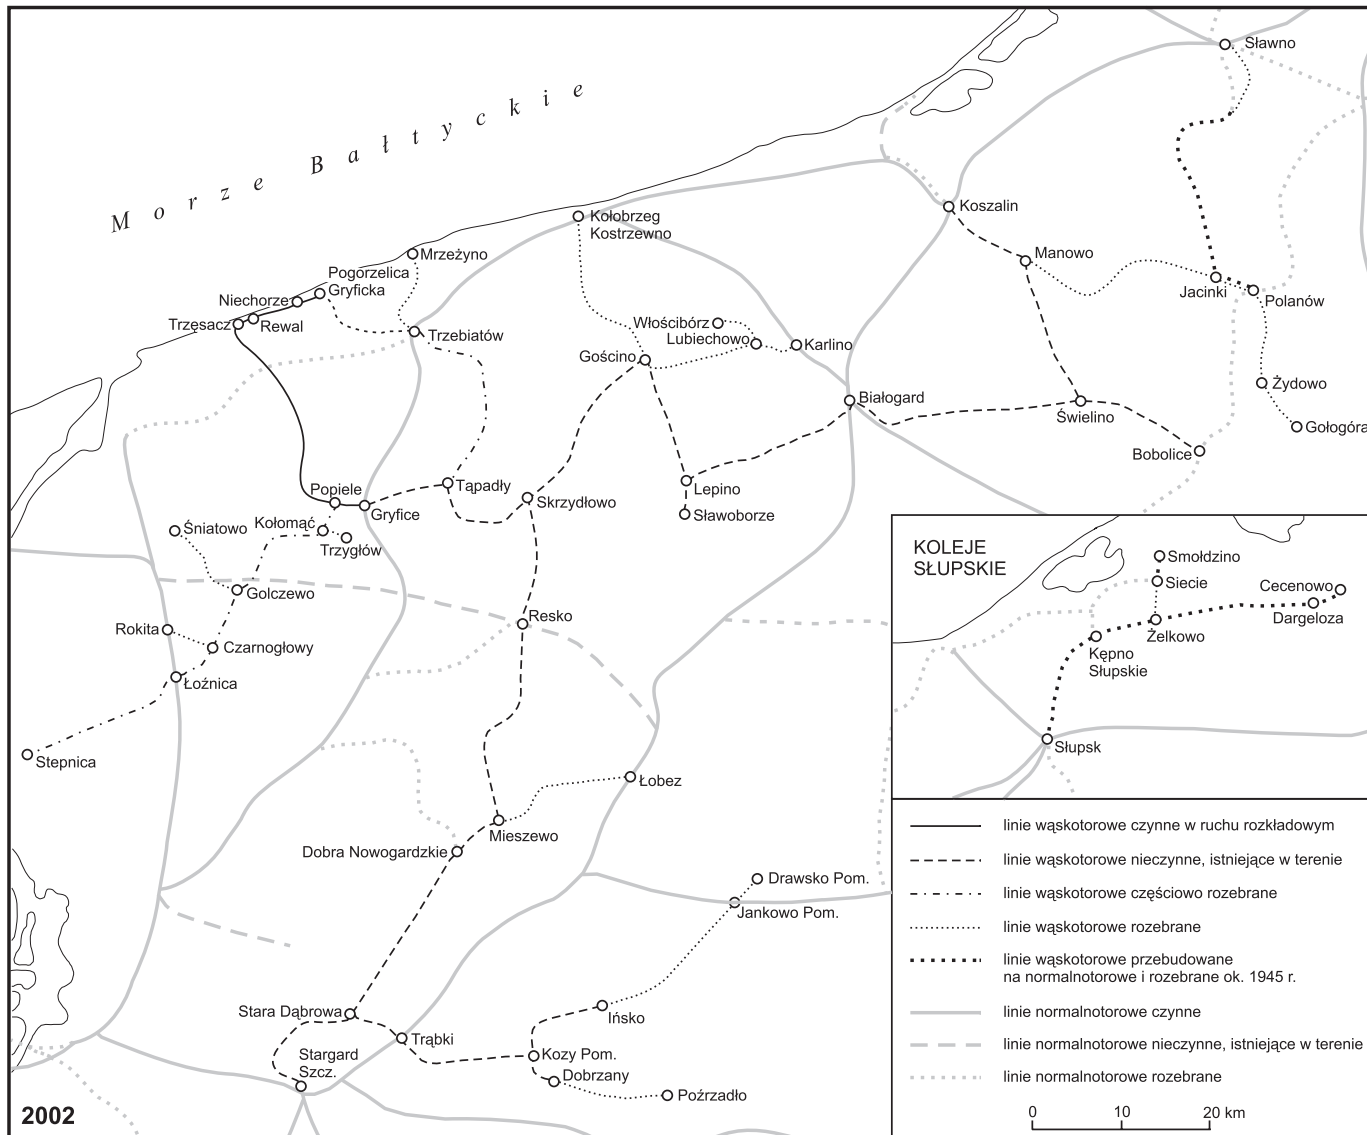 Sławno
Morze Bałtyckie
Koszalin
Kołobrzeg
Kostrzewno
Manowo
Mrzeżyno
Pogorzelica
Gryficka
Jacinki
Polanów
Niechorze
Trzęsacz
Rewal
Trzebiatów
Włościbórz
Lubiechowo
Karlino
Gościno
Żydowo
Białogard
Świelino
Gołogóra
Bobolice
Popiele
Tąpadły
Lepino
Skrzydłowo
Gryfice
Sławoborze
Śniatowo
Kołomąć
Trzygłów
Golczewo
Resko
Rokita
Czarnogłowy
Łoźnica
Stepnica
Łobez
Mieszewo
Dobra Nowogardzkie
Drawsko Pom.
Jankowo Pom.
Stara Dąbrowa
Ińsko
Trąbki
Stargard
Szcz.
Kozy Pom.
Dobrzany
Poźrzadło
2002
KOLEJE
SŁUPSKIE
Smołdzino
Siecie
Cecenowo
Dargeloza
Żelkowo
Kępno
Słupskie
Słupsk
linie wąskotorowe czynne w ruchu rozkładowym
linie wąskotorowe nieczynne, istniejące w terenie
linie wąskotorowe częściowo rozebrane
linie wąskotorowe rozebrane
linie wąskotorowe przebudowane
na normalnotorowe i rozebrane ok. 1945 r.
linie normalnotorowe czynne
linie normalnotorowe nieczynne, istniejące w terenie
linie normalnotorowe rozebrane
0 10 20 km